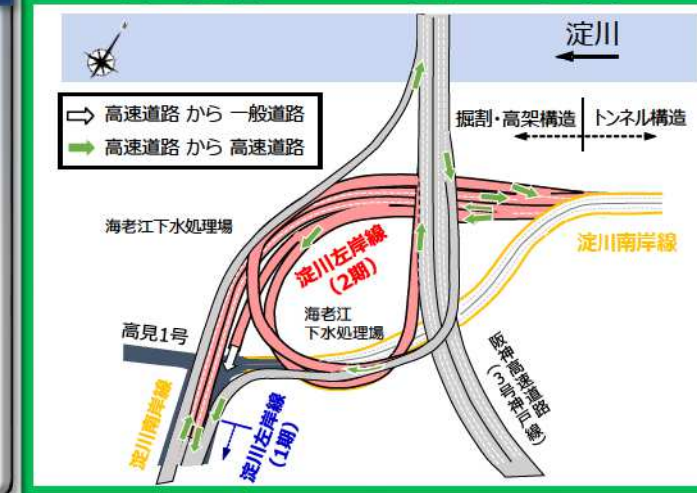 淀川
高速道路 から 一般道路
高速道路 から 高速道路
掘割・高架構造
トンネル構造
海老江下水処理場
淀川左岸線
(2期)
淀川南岸線
海老江
下水処理場
高見1号
阪神高速道路
(3号神戸線)
淀川南岸線
淀川左岸線
(1期)